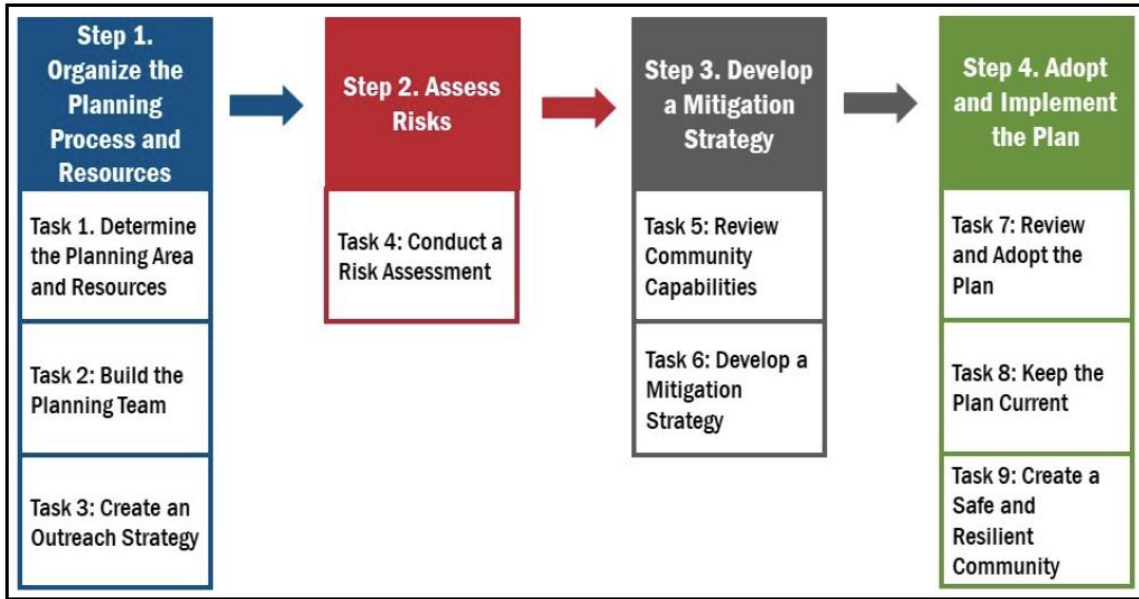 Step 1.
Organize the
Planning
Process and
Resources
Task 1. Determine
the Planning Area
and Resources
Task 2: Build the
Planning Team
Task 3: Create an
Outreach Strategy
Step 2. Assess
Risks
Task 4: Conduct a
Risk Assessment
Step 3. Develop
a Mitigation
Strategy
Task 5: Review
Community
Capabilities
Task 6: Develop a
Mitigation
Strategy
Step 4. Adopt
and Implement
the Plan
Task 7: Review
and Adopt the
Plan
Task 8: Keep the
Plan Current
Task 9: Create a
Safe and
Resilient
Community